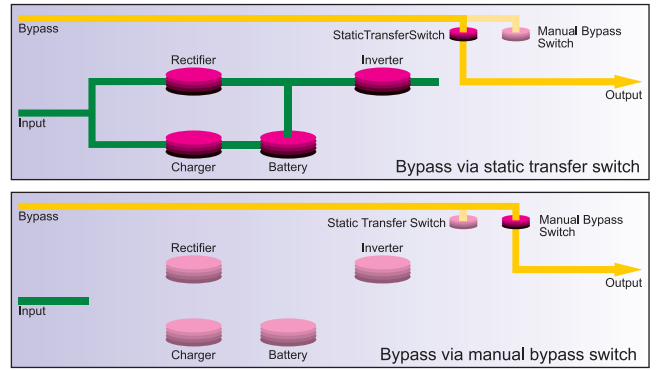 Bypass
StaticTransferSwitch
Manual Bypass
Switch
Rectifier
Inverter
Input
Output
Charger
Battery
Bypass via static transfer switch
Bypass
Static Transfer Switch
Manual Bypass
Switch
Rectifier
Inverter
Input
Output
Charger
Battery
Bypass via manual bypass switch